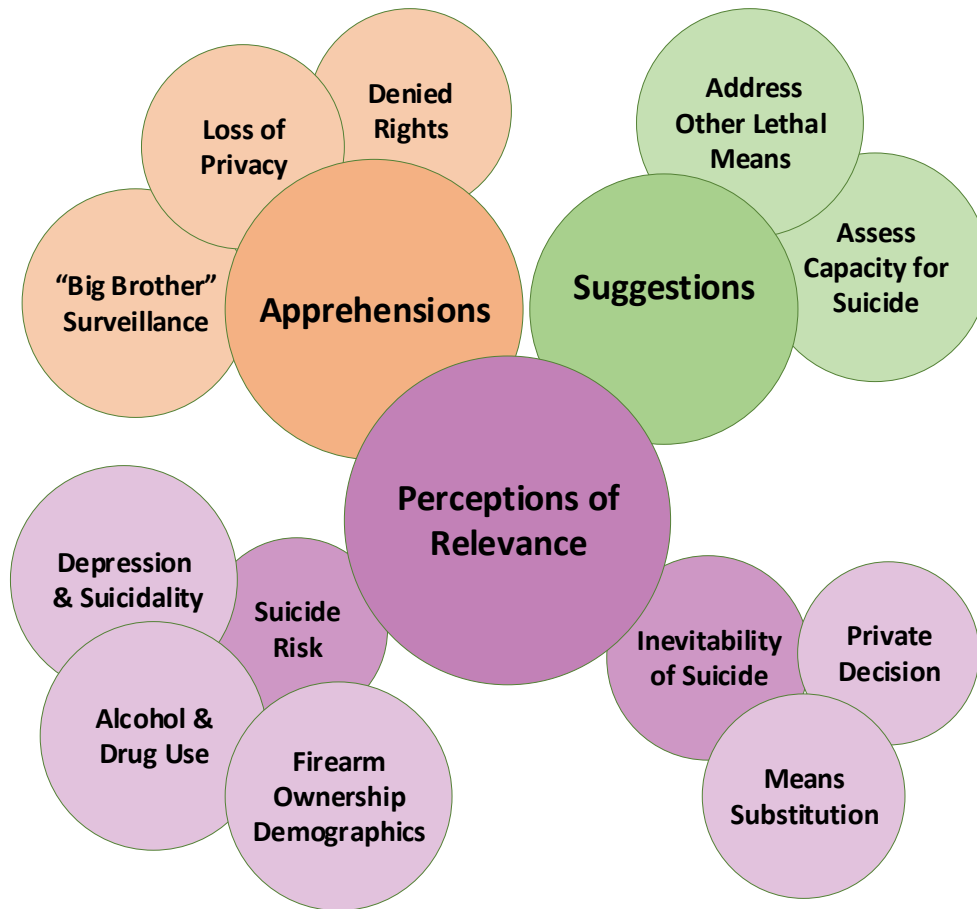 Denied
Rights
Loss of
Privacy
“Big Brother”
Surveillance
Apprehensions
Address
Other Lethal
Means
Assess
Capacity for
Suicide
Suggestions
Perceptions of
Relevance
Depression
& Suicidality
Suicide
Risk
Alcohol &
Drug Use
Firearm
Ownership
Demographics
Inevitability
of Suicide
Private
Decision
Means
Substitution